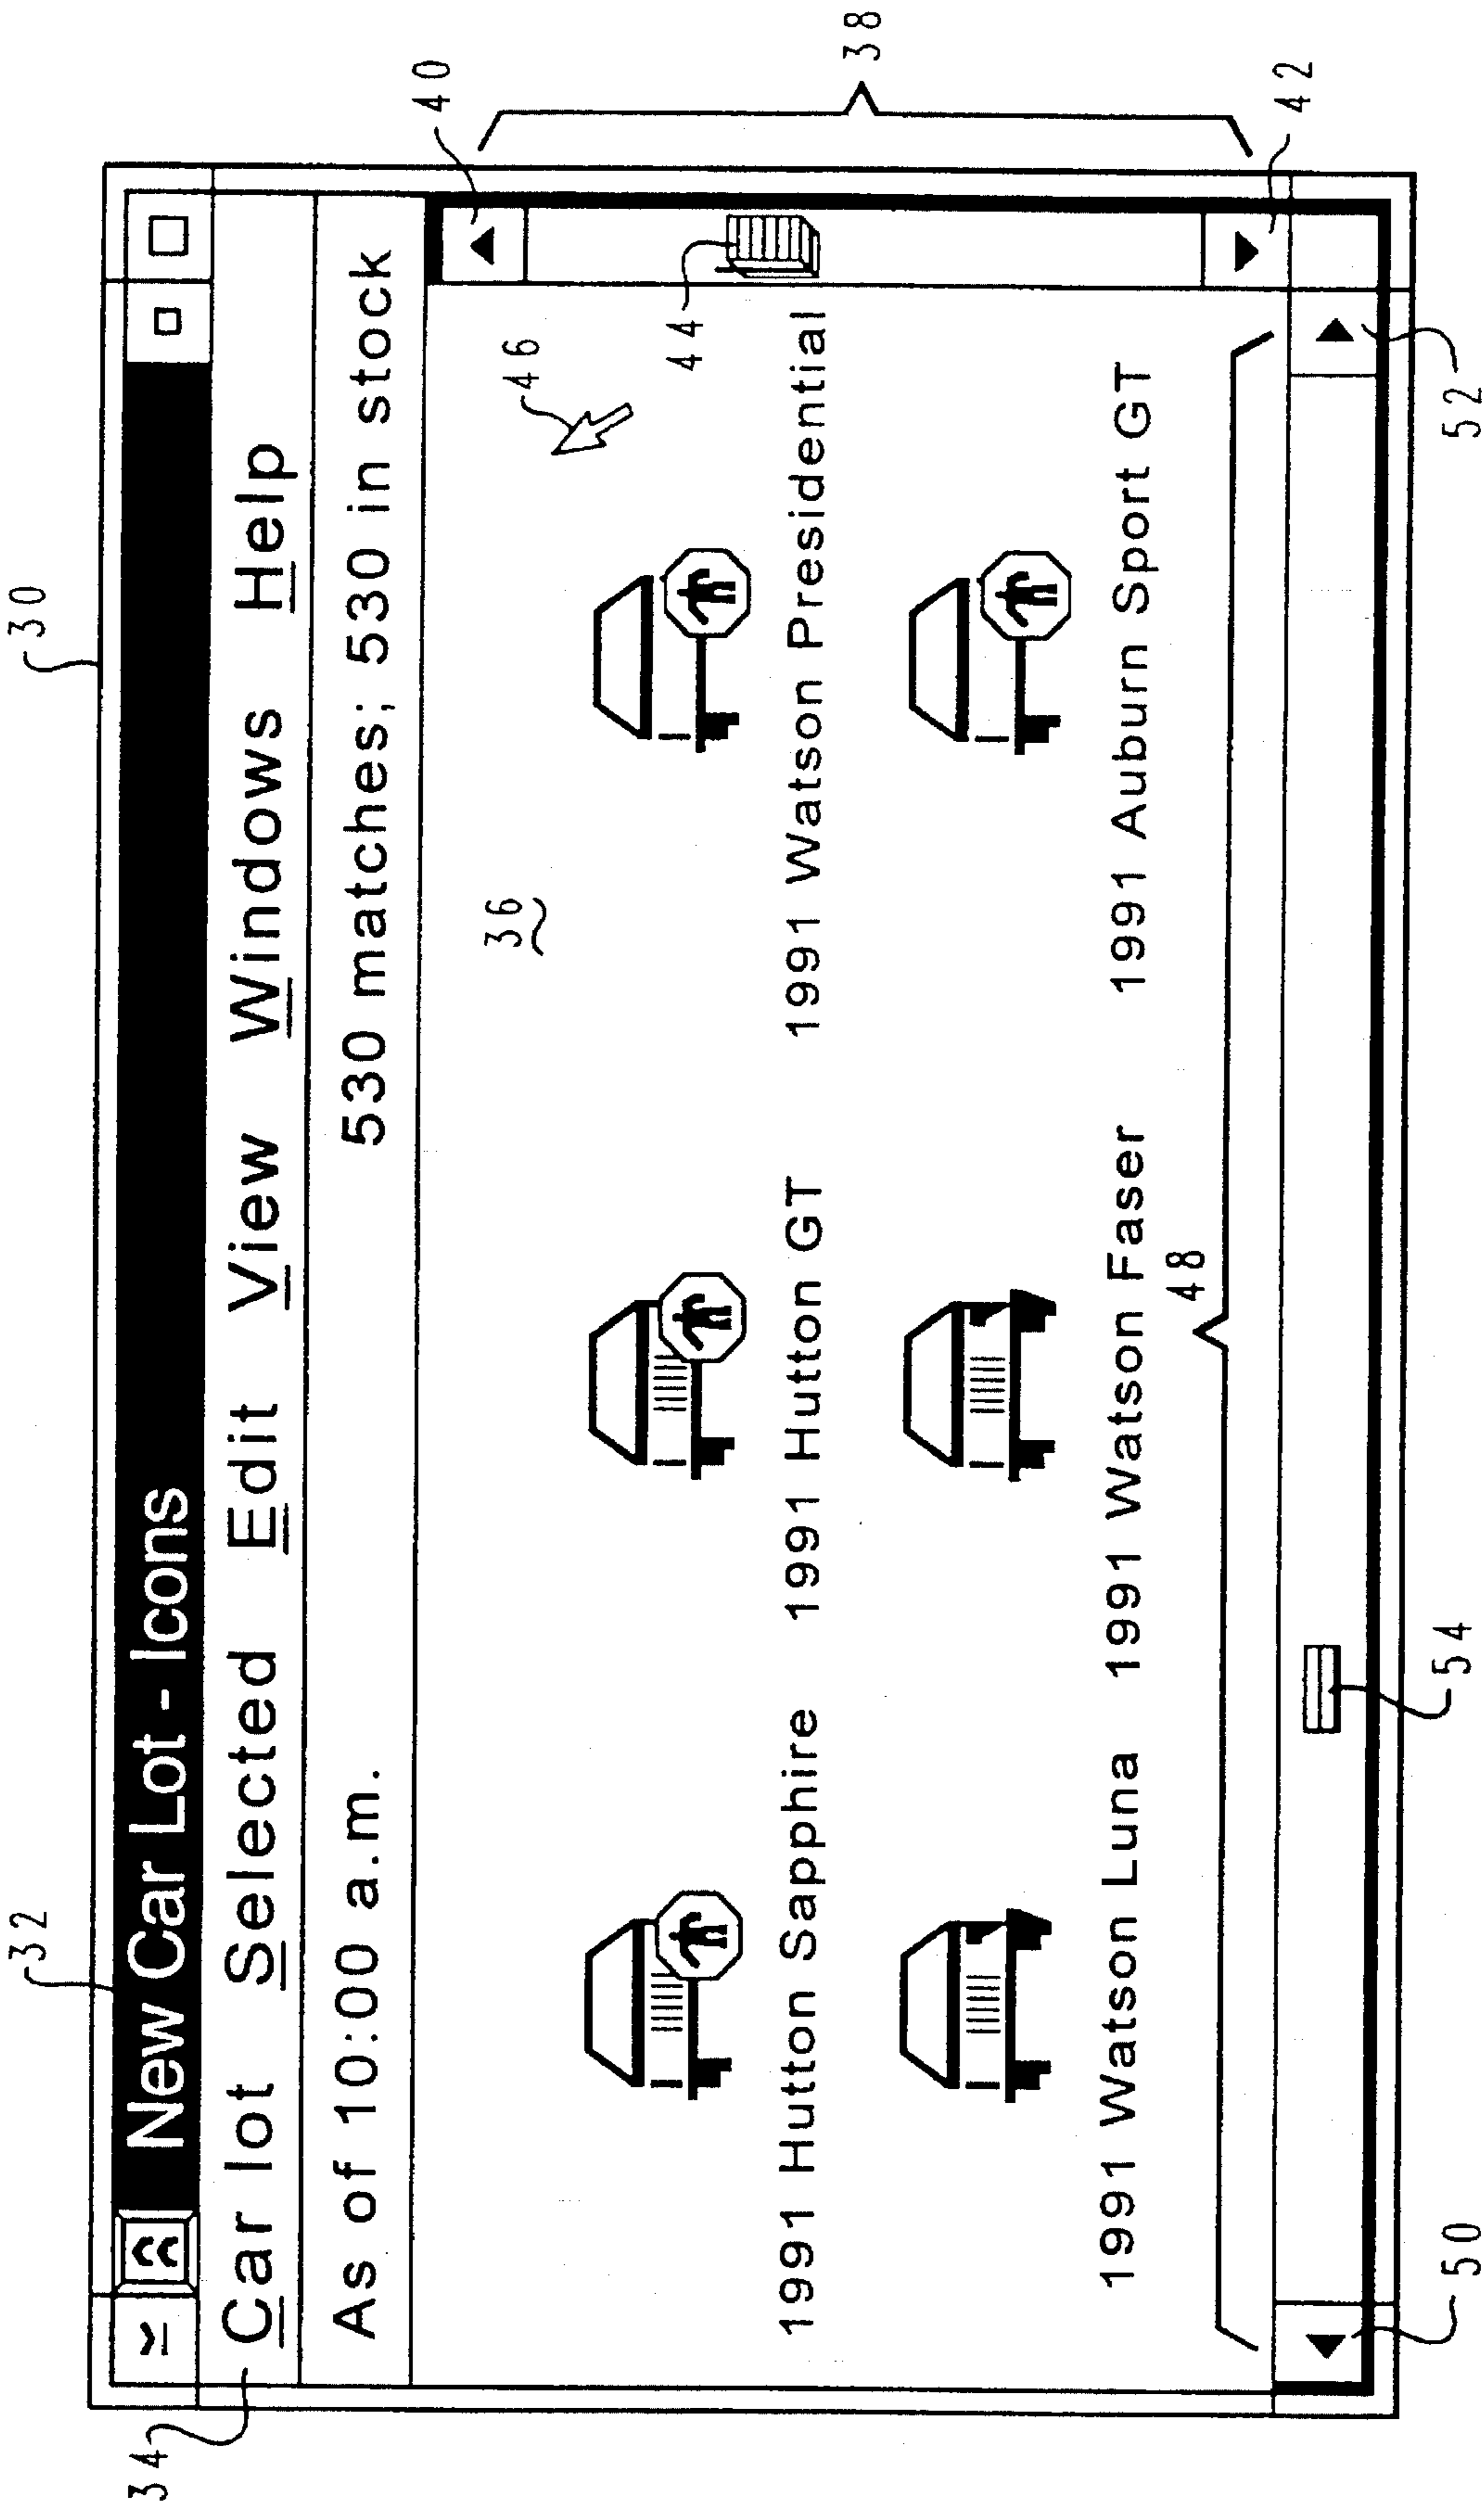 30
32
New Car Lot - Icons
34
Car lot Selected Edit View Windows Help
As of 10:00 a.m. 530 matches; 530 in stock
40
36
46
44
38
1991 Hutton Sapphire 1991 Hutton GT 1991 Watson Presidential
1991 Watson Luna 1991 Watson Faser 1991 Auburn Sport GT
48
42
50
54
52